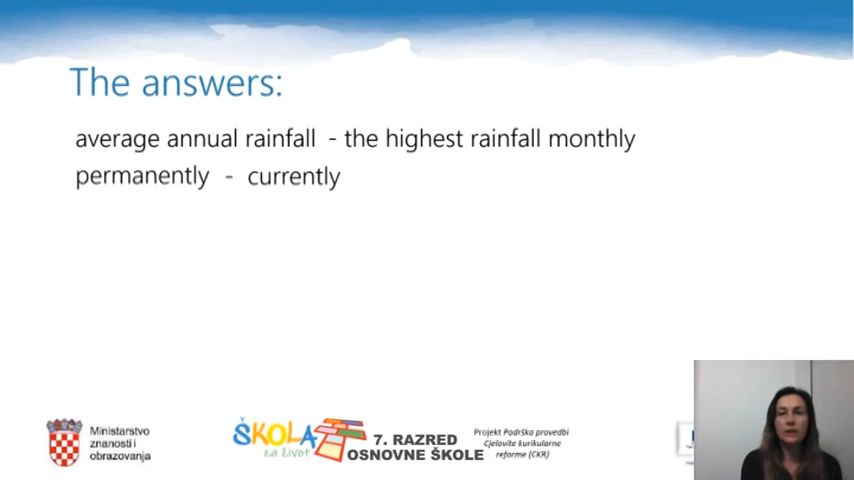 The answers:
average annual rainfall - the highest rainfall monthly
permanently - currently
Ministarstvo
znanosti i
obrazovanja
ŠKOLA
za život
7. RAZRED
OSNOVNE ŠKOLE
Projekt Podrška provedbi
Cjelovite kurikularne
reforme (CKR)